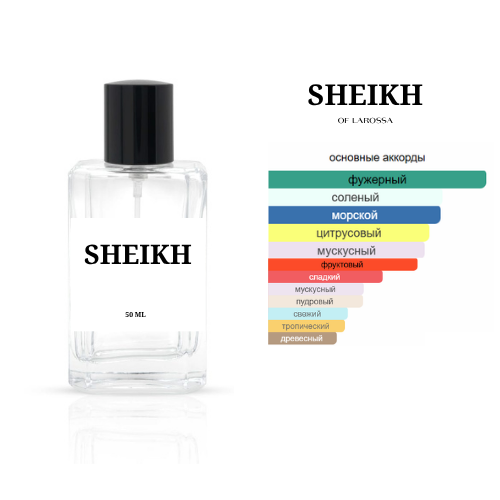 SHEIKH
50 ML
SHEIKH
OF LAROSSA
основные аккорды
фужерный
соленый
морской
цитрусовый
мускусный
фруктовый
сладкий
мускусный
пудровый
свежий
тропический
древесный